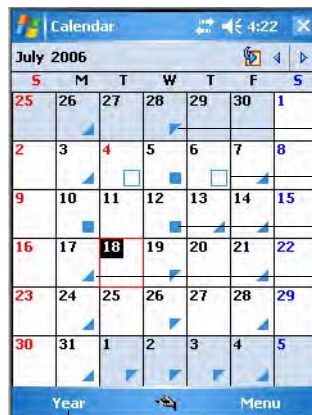 Calendar 4:22
July 2006
S M T W T F S
25 26 27 28 29 30 1
2 3 4 5 6 7 8
9 10 11 12 13 14 15
16 17 18 19 20 21 22
23 24 25 26 27 28 29
30 31 1 2 3 4 5
Year Menu